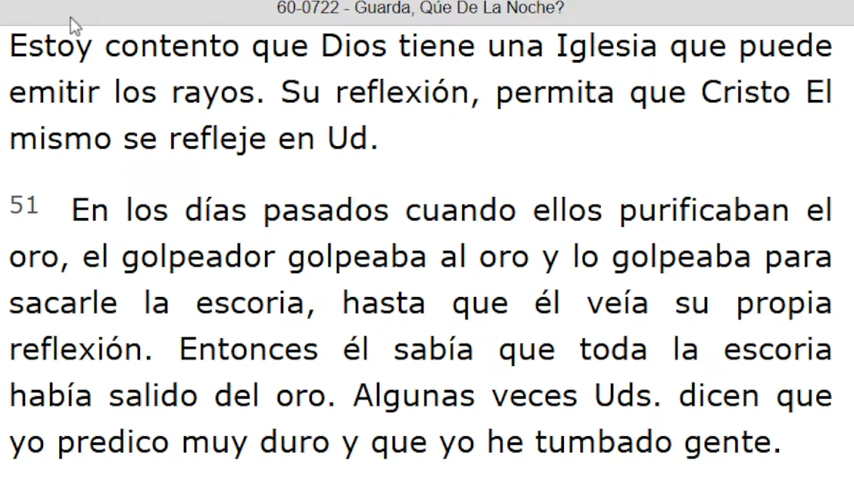 60-0722 - Guarda, Qúe De La Noche?
Estoy contento que Dios tiene una Iglesia que puede
emitir los rayos. Su reflexión, permita que Cristo El
mismo se refleje en Ud.
51 En los días pasados cuando ellos purificaban el
oro, el golpeador golpeaba al oro y lo golpeaba para
sacarle la escoria, hasta que él veía su propia
reflexión. Entonces él sabía que toda la escoria
había salido del oro. Algunas veces Uds. dicen que
yo predico muy duro y que yo he tumbado gente.